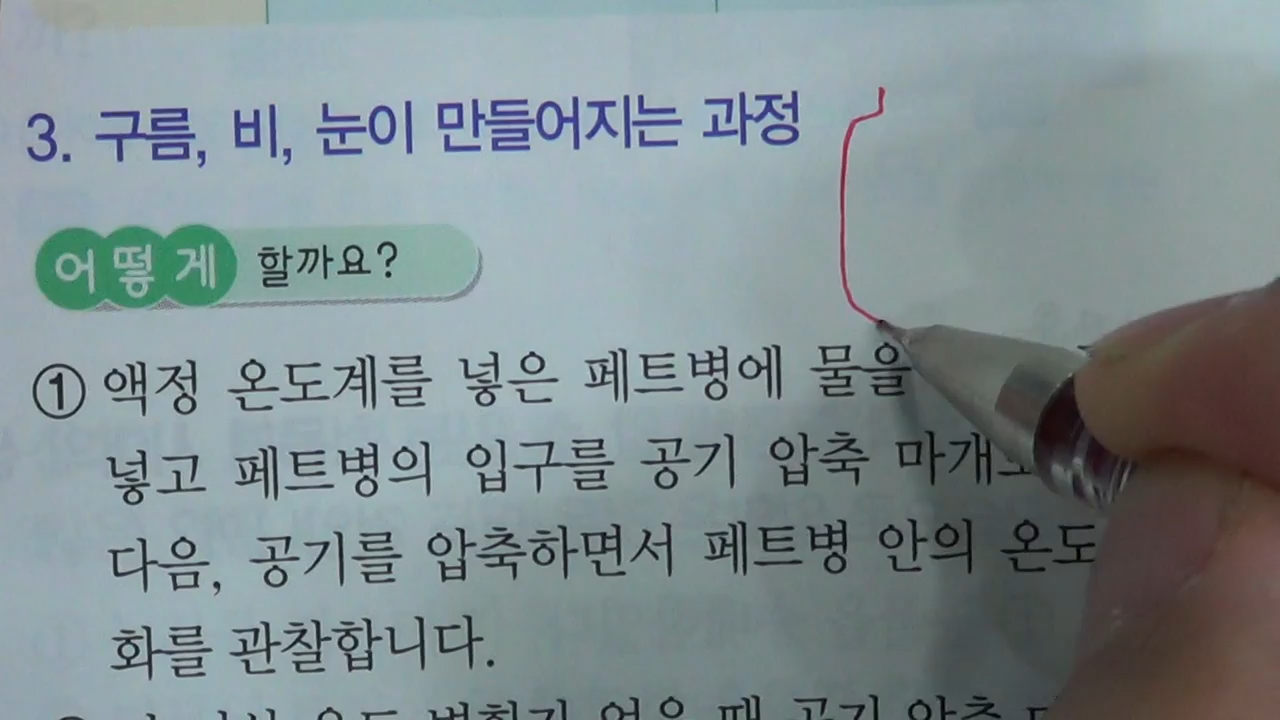 3. 구름, 비, 눈이 만들어지는 과정
어떻게 할까요?
① 액정 온도계를 넣은 페트병에 물을
넣고 페트병의 입구를 공기 압축 마개
다음, 공기를 압축하면서 페트병 안의 온도
화를 관찰합니다.